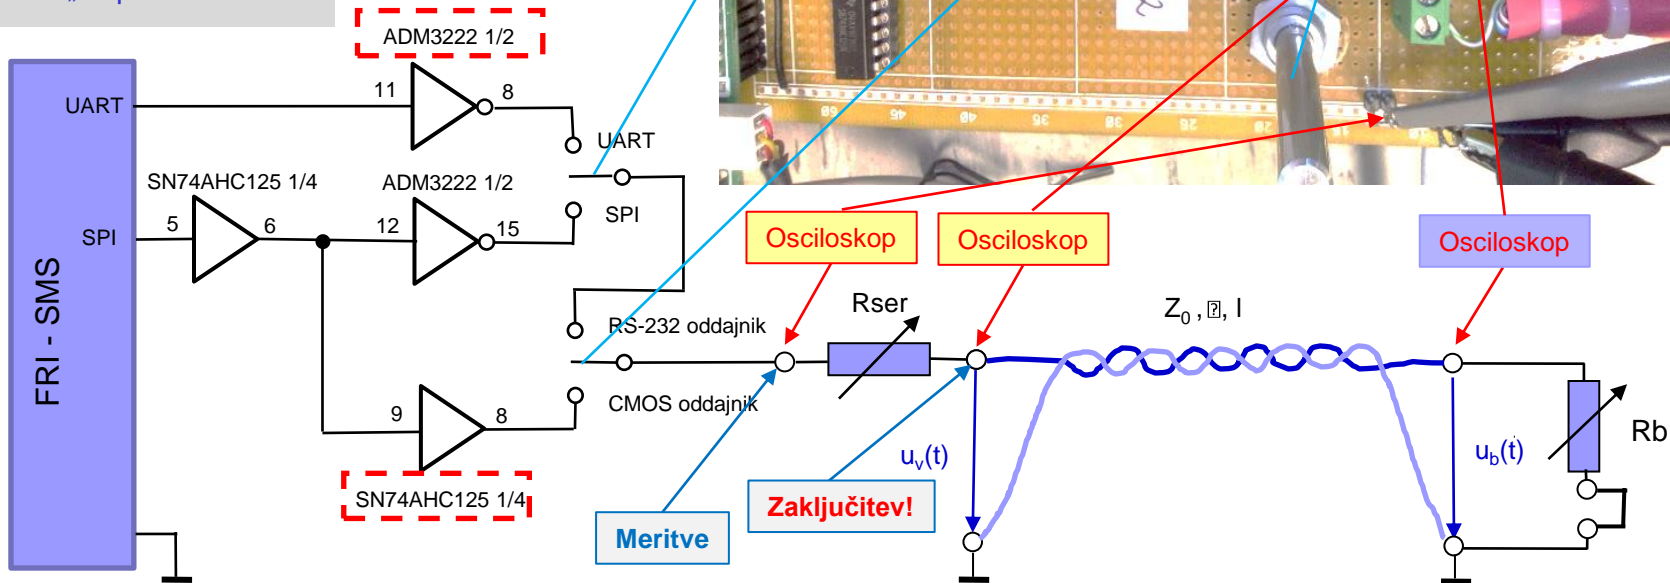 ADM3222 1/2
UART
11
8
UART
SN74AHC125 1/4
ADM3222 1/2
SPI
SPI
5
6
12
15
FRI - SMS
Osciloskop
Osciloskop
Osciloskop
Rser
Z₀ , , l
RS-232 oddajnik
CMOS oddajnik
9
8
uᵥ(t)
u_b(t)
Rb
SN74AHC125 1/4
Zaključitev!
Meritve